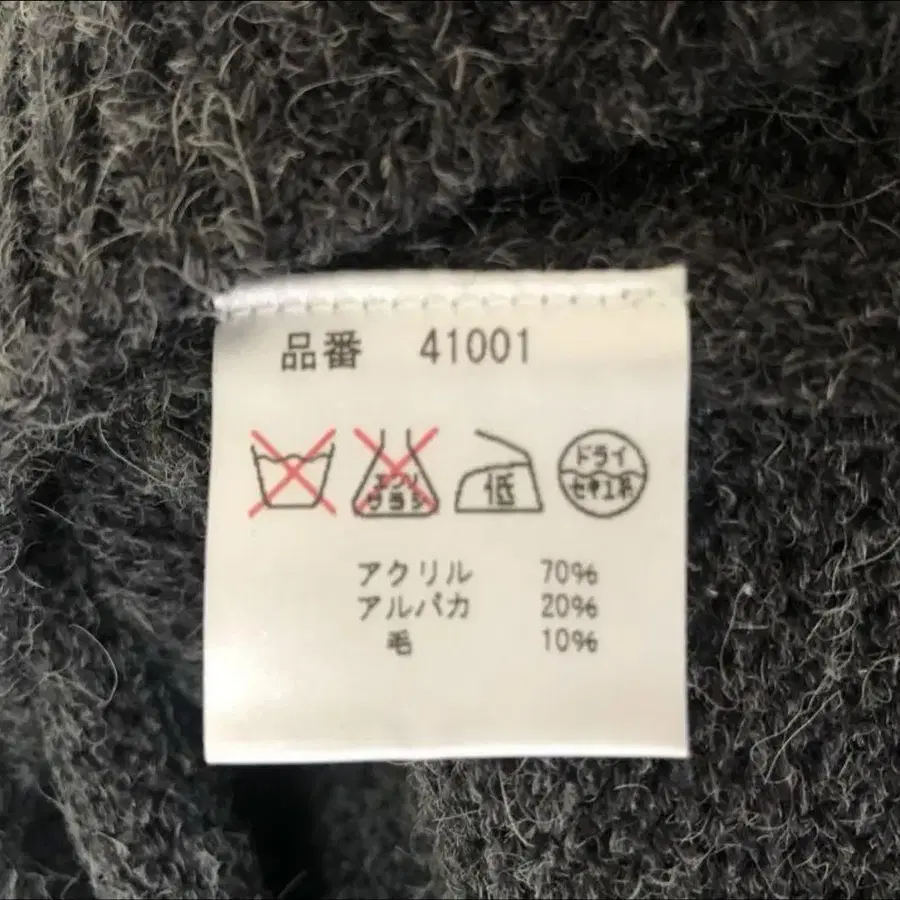 品番 41001
エンソ
サラシ
低
ドライ
セキユ系
アクリル 70%
アルパカ 20%
毛 10%